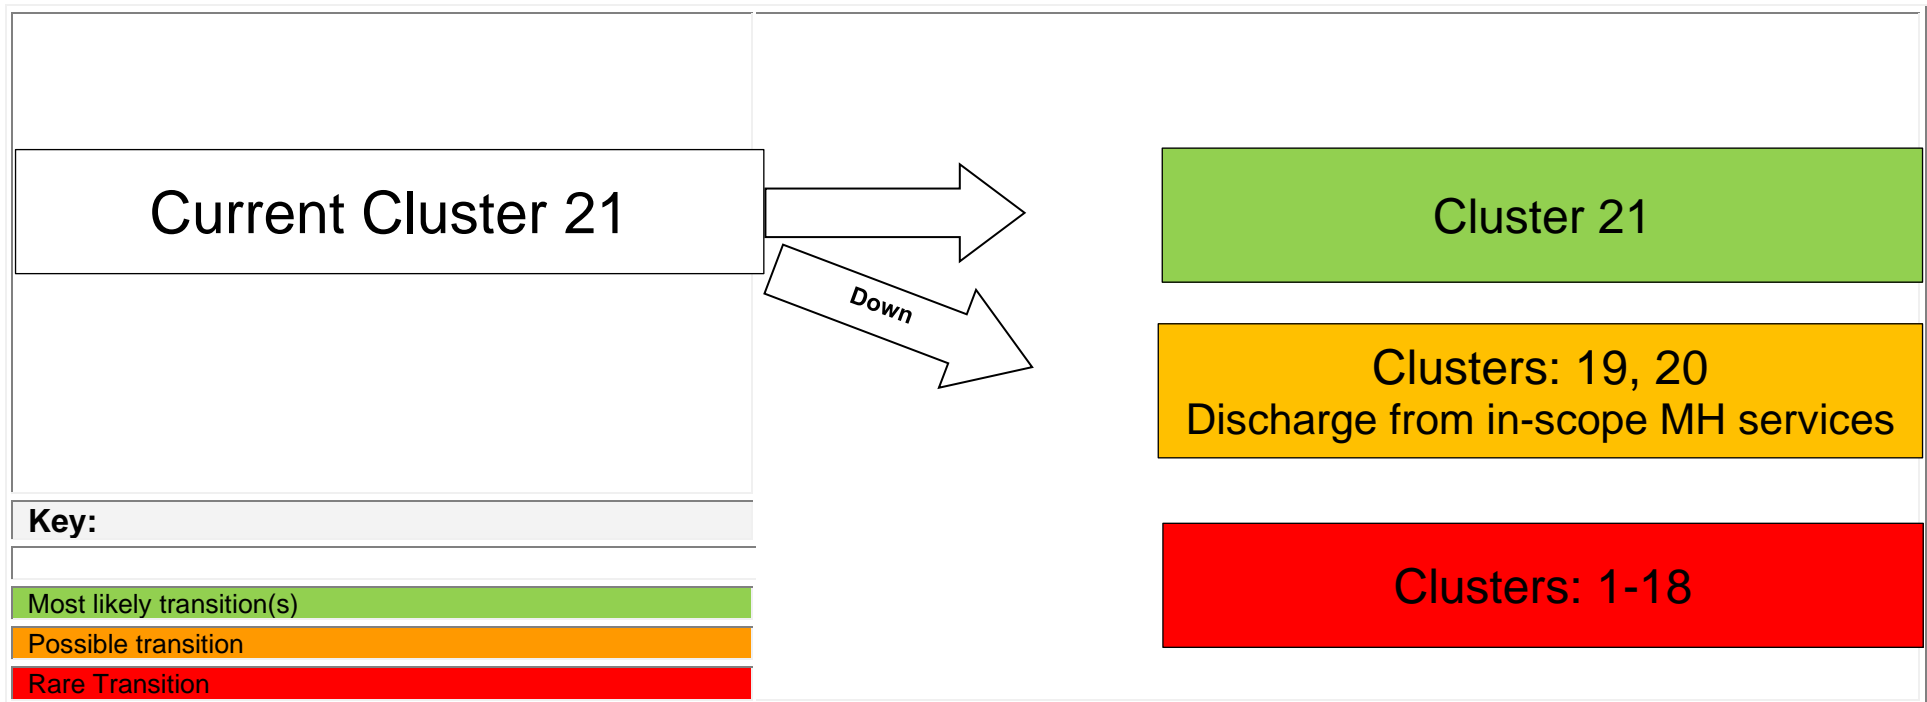 Current Cluster 21
Cluster 21
Down
Clusters: 19, 20
Discharge from in-scope MH services
Clusters: 1-18
Key:
Most likely transition(s)
Possible transition
Rare Transition